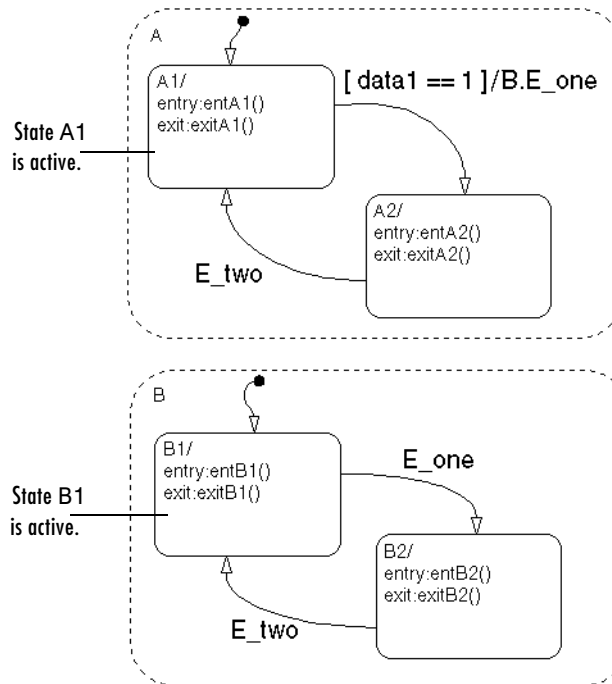 A
A1/
entry:entA1()
exit:exitA1()
[ data1 == 1 ]/B.E_one
State A1
is active.
A2/
entry:entA2()
exit:exitA2()
E_two
B
B1/
entry:entB1()
exit:exitB1()
E_one
State B1
is active.
B2/
entry:entB2()
exit:exitB2()
E_two